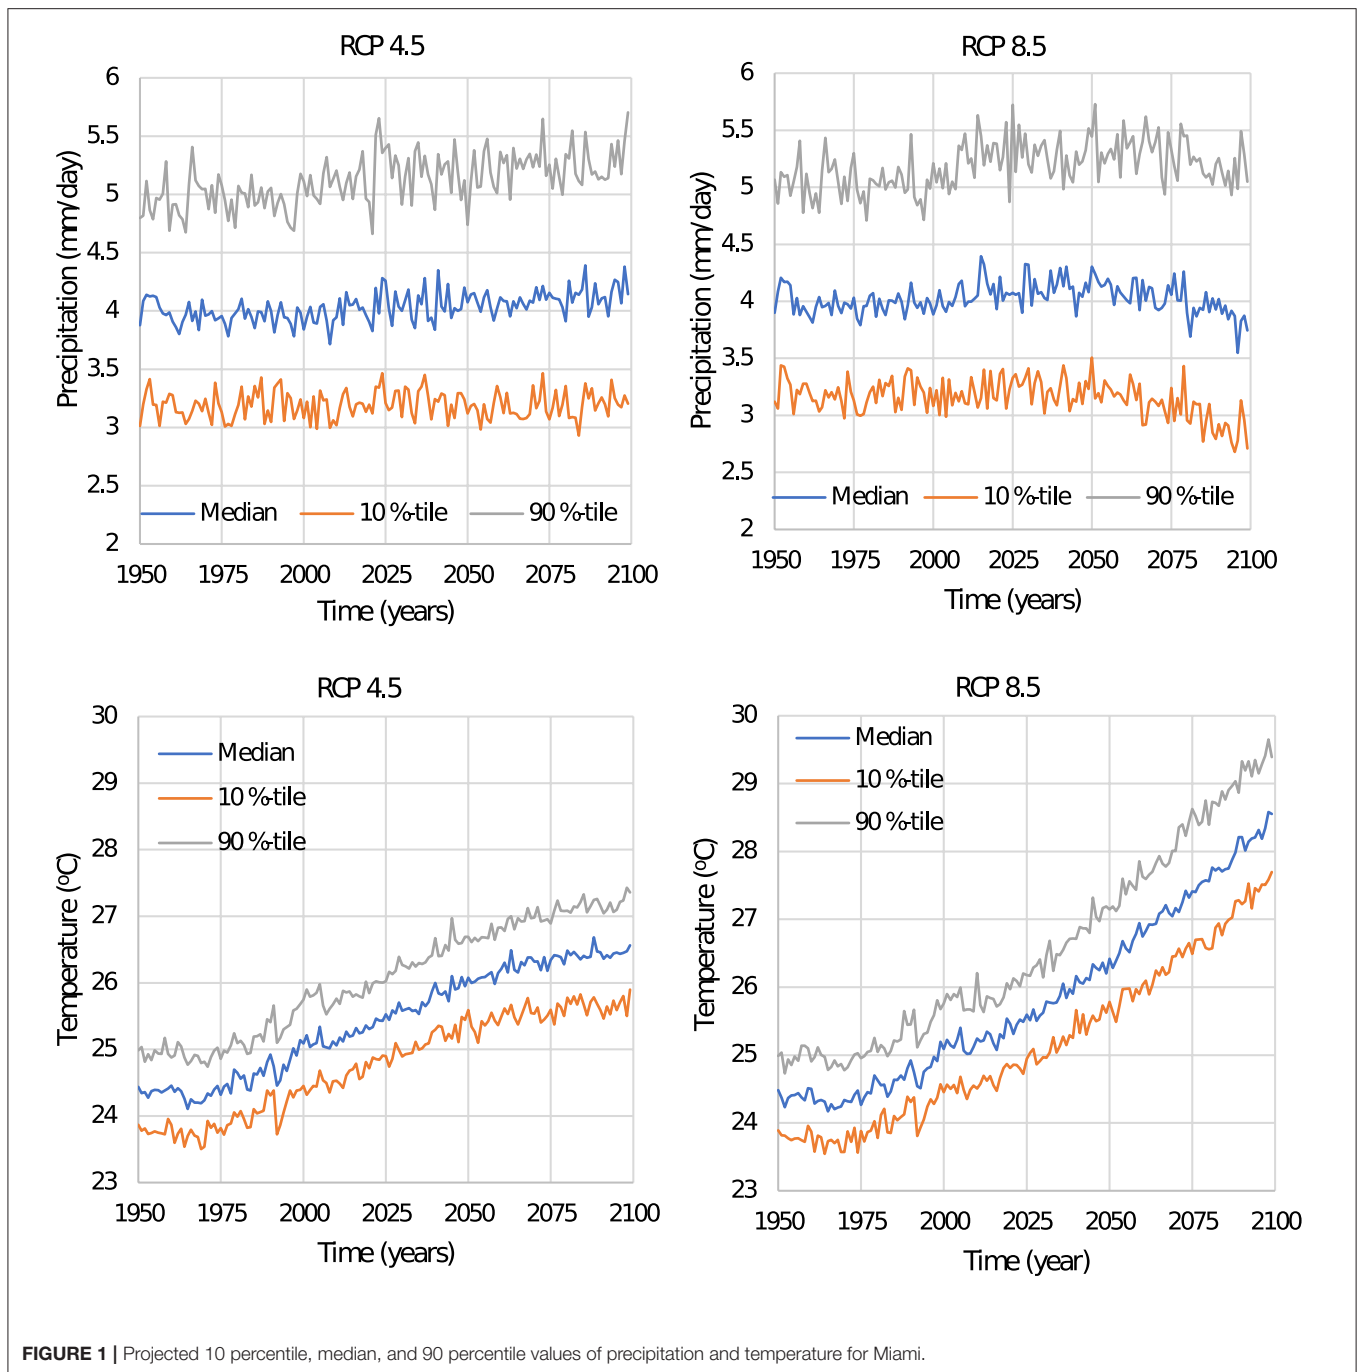 RCP 4.5
Precipitation (mm/day)
6
5.5
5
4.5
4
3.5
3
2.5
2
Median 10 %-tile 90 %-tile
1950 1975 2000 2025 2050 2075 2100
Time (years)
RCP 8.5
Precipitation (mm/day)
6
5.5
5
4.5
4
3.5
3
2.5
2
Median 10 %-tile 90 %-tile
1950 1975 2000 2025 2050 2075 2100
Time (years)
RCP 4.5
Temperature (ºC)
30
29
28
27
26
25
24
23
Median
10 %-tile
90 %-tile
1950 1975 2000 2025 2050 2075 2100
Time (years)
RCP 8.5
Temperature (ºC)
30
29
28
27
26
25
24
23
Median
10 %-tile
90 %-tile
1950 1975 2000 2025 2050 2075 2100
Time (year)
FIGURE 1 | Projected 10 percentile, median, and 90 percentile values of precipitation and temperature for Miami.